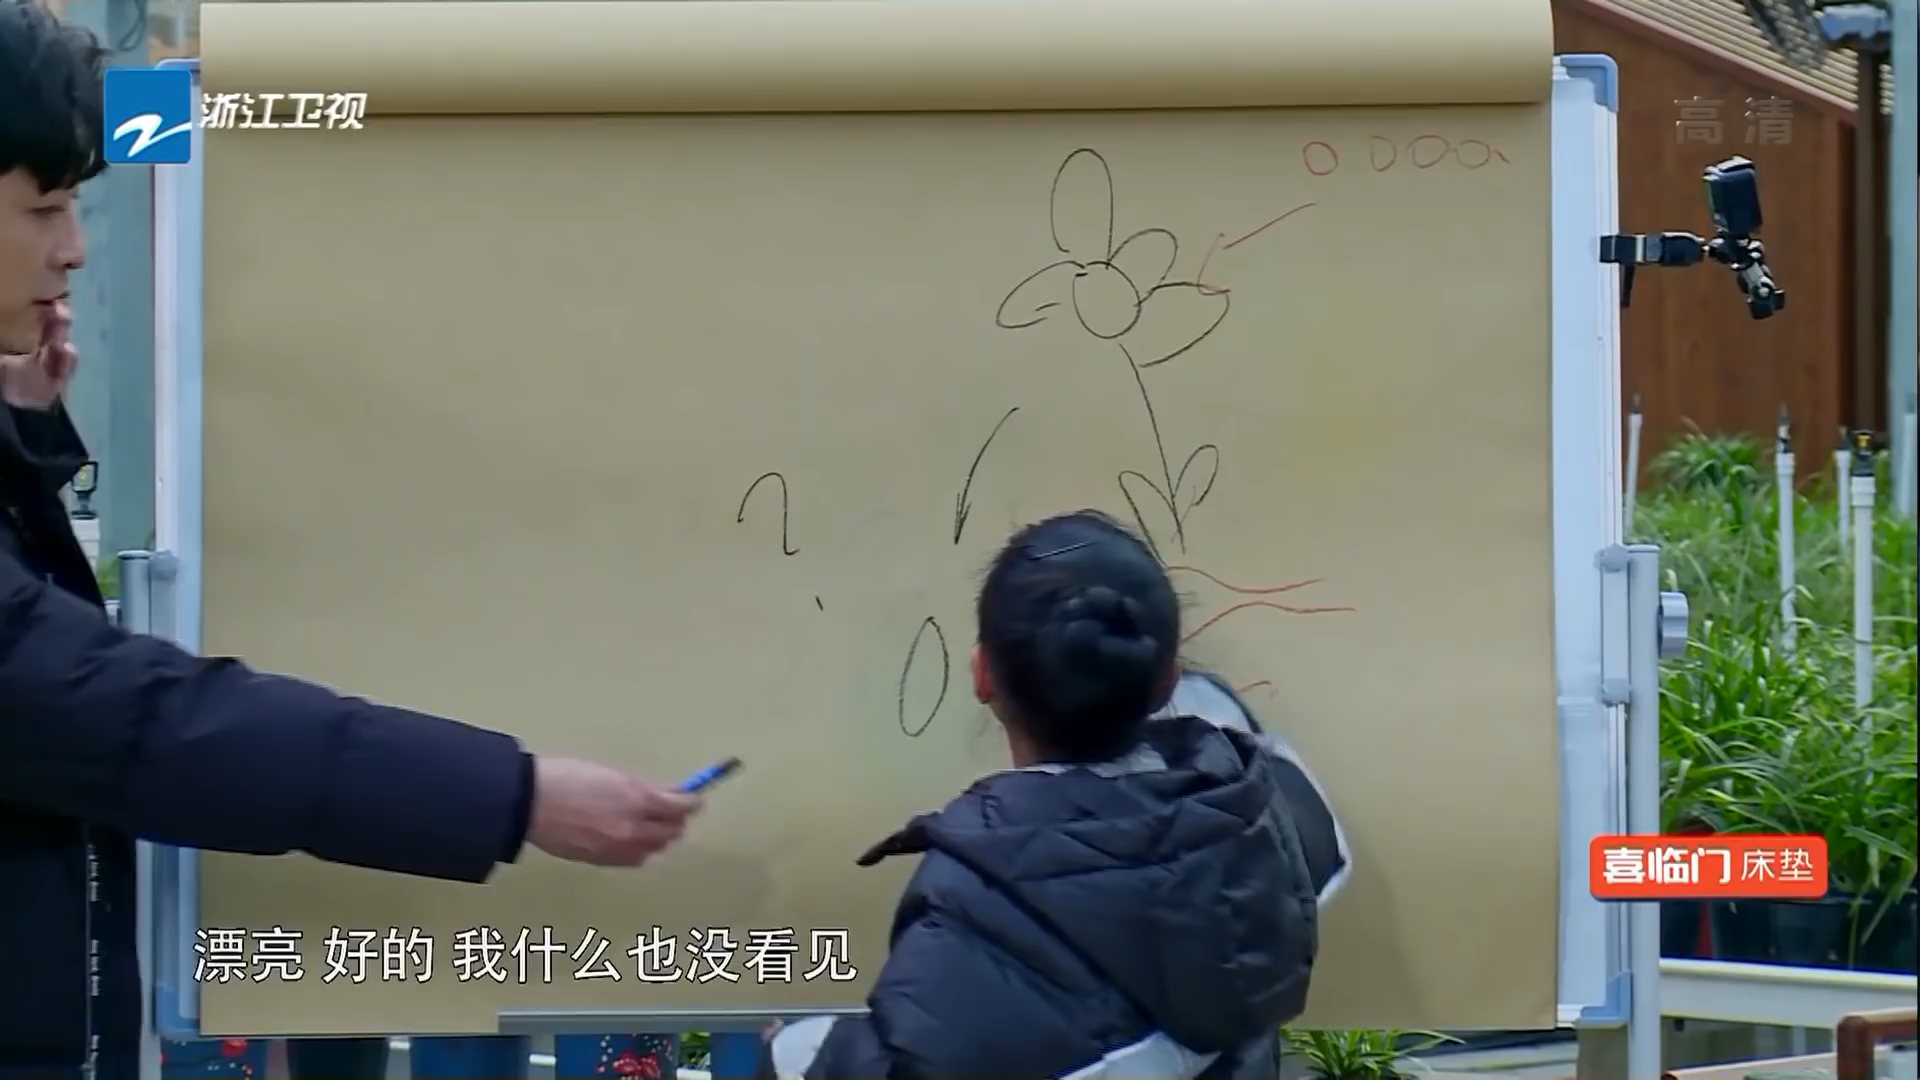 浙江卫视
高清
?
喜临门床垫
漂亮 好的 我什么也没看见